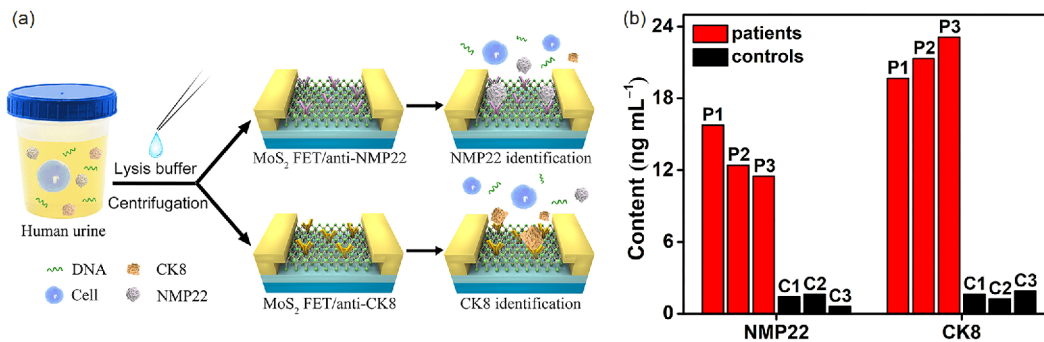 (a)
Lysis buffer
Centrifugation
Human urine
DNA
CK8
Cell
NMP22
MoS₂ FET/anti-NMP22
NMP22 identification
MoS₂ FET/anti-CK8
CK8 identification
(b)
Content (ng mL⁻¹)
24
18
12
6
0
patients
controls
P1
P2
P3
C1
C2
C3
P1
P2
P3
C1
C2
C3
NMP22
CK8